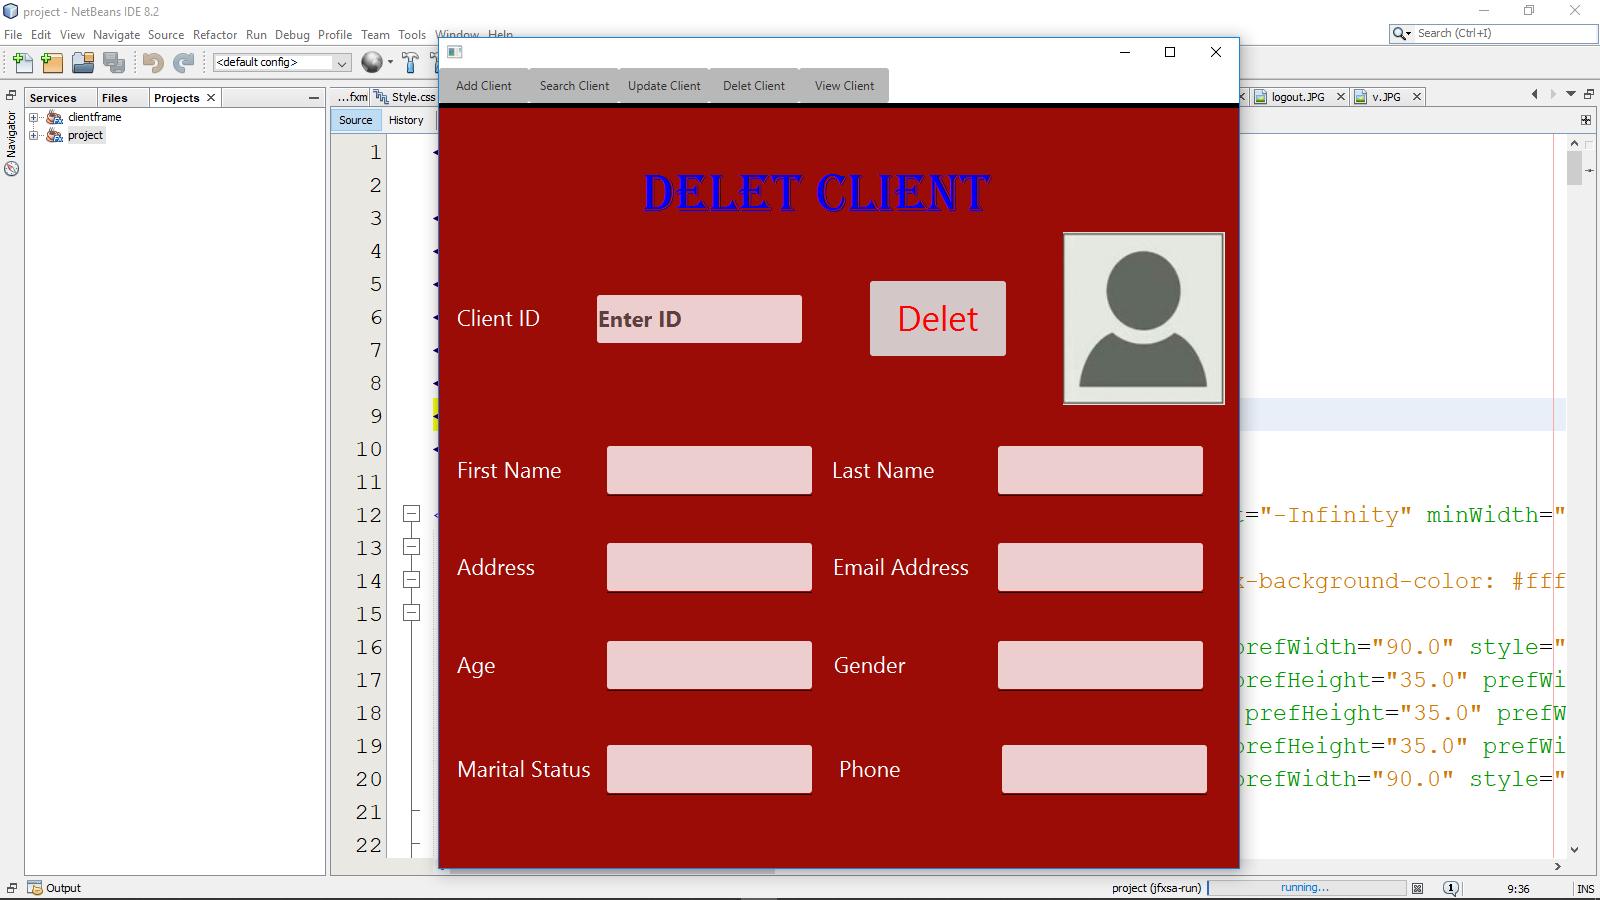 project - NetBeans IDE 8.2
File Edit View Navigate Source Refactor Run Debug Profile Team Tools Window Help
Search (Ctrl+I)
<default config>
Services Files Projects
...fxm Style.css
logout.JPG v.JPG
Navigator
clientframe
project
Source History
Add Client Search Client Update Client Delet Client View Client
DELET CLIENT
Client ID Enter ID Delet
First Name Last Name
Address Email Address
Age Gender
Marital Status Phone
1
2
3
4
5
6
7
8
9
10
11
12 ="-Infinity" minWidth="
13
14 -background-color: #fff
15
16 prefWidth="90.0" style="
17 prefHeight="35.0" prefWi
18 prefHeight="35.0" prefW
19 prefHeight="35.0" prefWi
20 prefWidth="90.0" style="
21
22
Output
project (jfxsa-run) running... 1 9:36 INS